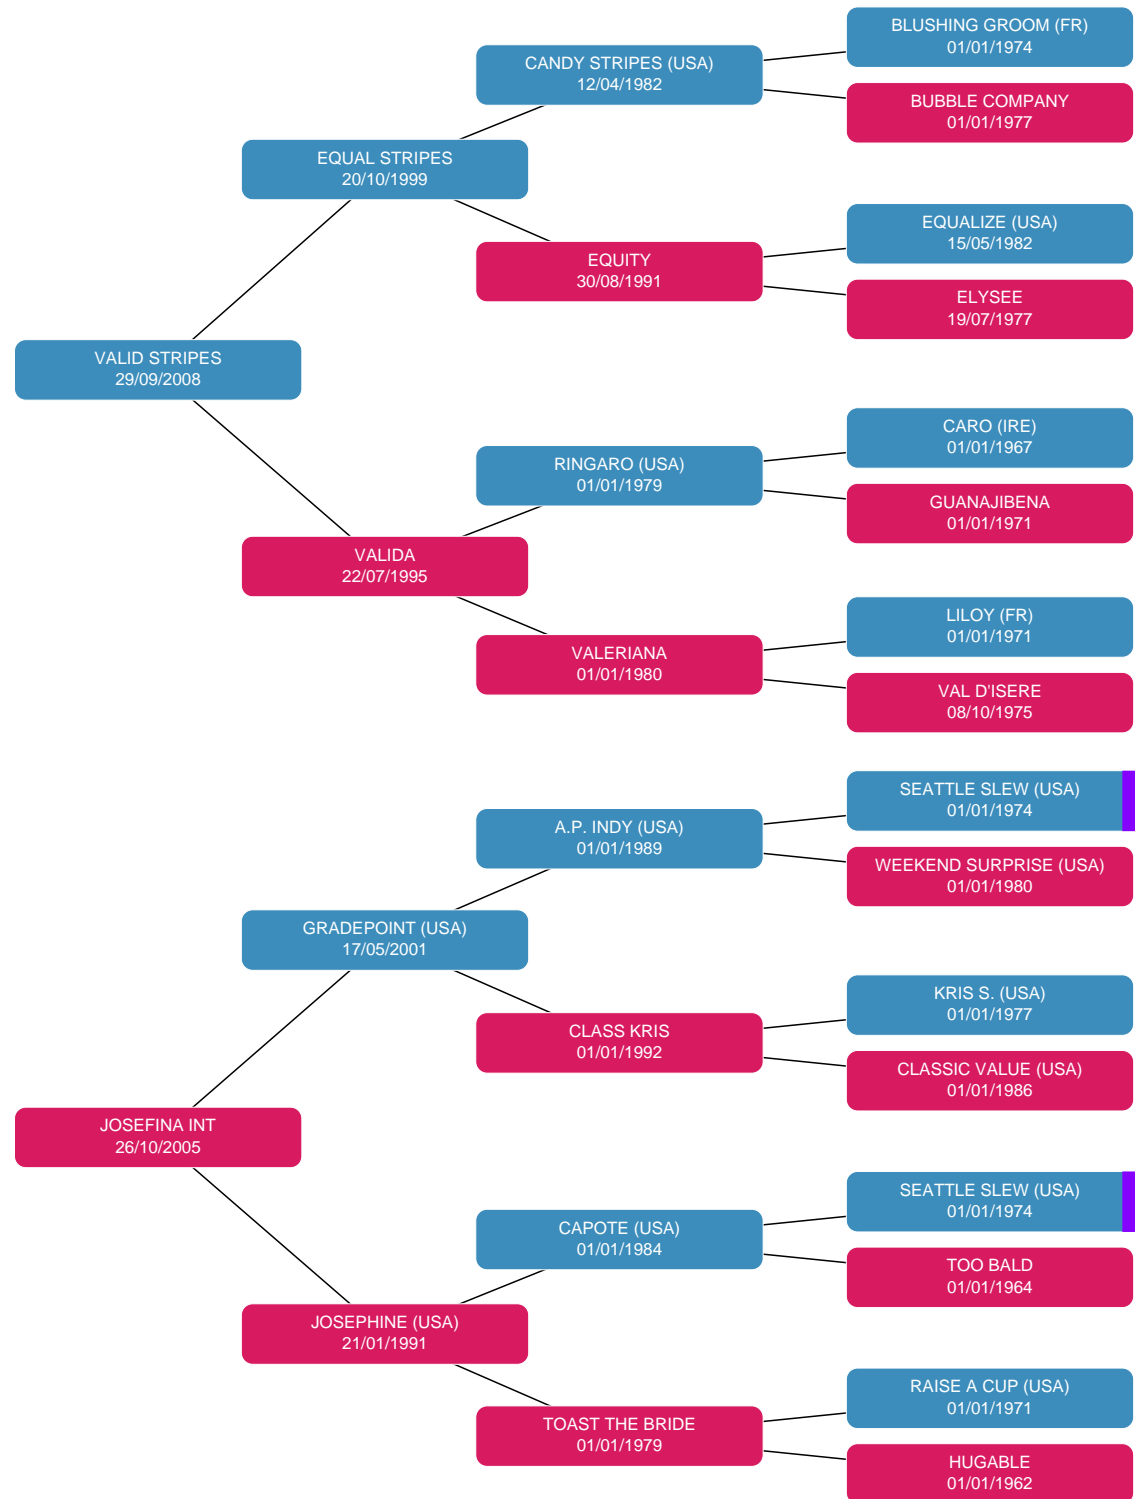 BLUSHING GROOM (FR)
01/01/1974
CANDY STRIPES (USA)
12/04/1982
BUBBLE COMPANY
01/01/1977
EQUAL STRIPES
20/10/1999
EQUALIZE (USA)
15/05/1982
EQUITY
30/08/1991
ELYSEE
19/07/1977
VALID STRIPES
29/09/2008
CARO (IRE)
01/01/1967
RINGARO (USA)
01/01/1979
GUANAJIBENA
01/01/1971
VALIDA
22/07/1995
LILOY (FR)
01/01/1971
VALERIANA
01/01/1980
VAL D'ISERE
08/10/1975
SEATTLE SLEW (USA)
01/01/1974
A.P. INDY (USA)
01/01/1989
WEEKEND SURPRISE (USA)
01/01/1980
GRADEPOINT (USA)
17/05/2001
KRIS S. (USA)
01/01/1977
CLASS KRIS
01/01/1992
CLASSIC VALUE (USA)
01/01/1986
JOSEFINA INT
26/10/2005
SEATTLE SLEW (USA)
01/01/1974
CAPOTE (USA)
01/01/1984
TOO BALD
01/01/1964
JOSEPHINE (USA)
21/01/1991
RAISE A CUP (USA)
01/01/1971
TOAST THE BRIDE
01/01/1979
HUGABLE
01/01/1962